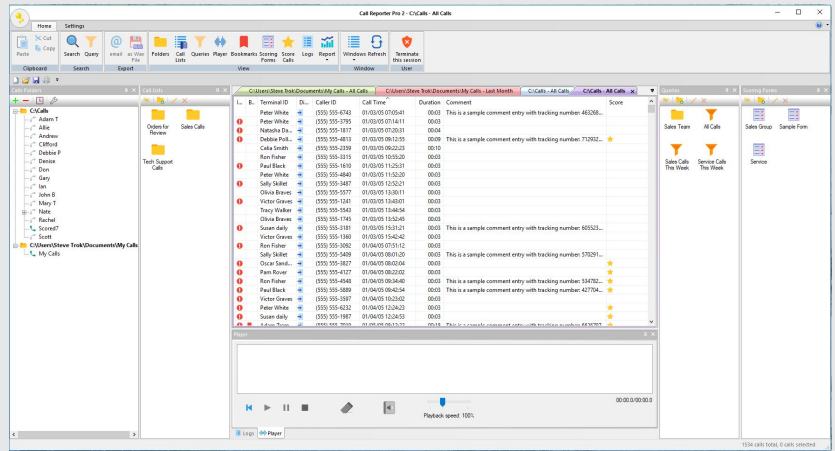 Call Reporter Pro 2 - C:\Calls - All Calls
Home Settings
Paste Cut Copy Search Query email as Wav File Folders Call Lists Queries Player Bookmarks Scoring Forms Score Calls Logs Report Windows Refresh Terminate this session
Clipboard Search Export View Window User
Calls Folders
C:\Calls
Adam T
Allie
Andrew
Clifford
Debbie P
Denise
Don
Gary
Ian
John B
Mary T
Nate
Rachel
Scored7
Scott
C:\Users\Steve Trok\Documents\My Calls
My Calls
Call Lists
Orders for Review Sales Calls
Tech Support Calls
C:\Users\Steve Trok\Documents\My Calls - All Calls C:\Users\Steve Trok\Documents\My Calls - Last Month C:\Calls - All Calls C:\Calls - All Calls
I... B.. Terminal ID Di... Caller ID Call Time Duration Comment Score
Peter White (555) 555-6743 01/03/05 07:05:41 00:03 This is a sample comment entry with tracking number: 463268...
Peter White (555) 555-3795 01/03/05 07:14:11 00:03
Natasha Da... (555) 555-1817 01/03/05 07:20:31 00:04
Debbie Poll... (555) 555-4813 01/03/05 09:12:55 00:09 This is a sample comment entry with tracking number: 712932...
Celia Smith (555) 555-2359 01/03/05 09:22:23 00:10
Ron Fisher (555) 555-3315 01/03/05 10:55:20 00:03
Paul Black (555) 555-1610 01/03/05 11:25:31 00:03
Peter White (555) 555-4840 01/03/05 11:52:20 00:03
Sally Skillet (555) 555-3487 01/03/05 12:52:21 00:03
Olivia Braves (555) 555-5577 01/03/05 13:30:11 00:03
Victor Graves (555) 555-1241 01/03/05 13:43:01 00:03
Tracy Walker (555) 555-5543 01/03/05 13:44:54 00:03
Olivia Braves (555) 555-1745 01/03/05 13:52:45 00:03
Susan daily (555) 555-3181 01/03/05 15:31:21 00:03 This is a sample comment entry with tracking number: 605523...
Victor Graves (555) 555-1360 01/03/05 15:42:42 00:03
Ron Fisher (555) 555-3092 01/04/05 07:51:12 00:03
Sally Skillet (555) 555-5409 01/04/05 08:01:20 00:03 This is a sample comment entry with tracking number: 570291...
Oscar Sand... (555) 555-3827 01/04/05 08:02:04 00:03
Pam Rover (555) 555-4127 01/04/05 08:22:02 00:03
Ron Fisher (555) 555-4548 01/04/05 09:34:40 00:03 This is a sample comment entry with tracking number: 534782...
Paul Black (555) 555-5889 01/04/05 09:42:54 00:03 This is a sample comment entry with tracking number: 427704...
Victor Graves (555) 555-3597 01/04/05 10:23:02 00:03
Peter White (555) 555-6232 01/04/05 12:24:23 00:03
Susan daily (555) 555-1987 01/04/05 12:24:53 00:03
Player
00:00.0/00:00.0
Playback speed: 100%
Logs Player
Queries
Sales Team All Calls
Sales Calls This Week Service Calls This Week
Scoring Forms
Sales Group Sample Form
Service
1534 calls total, 0 calls selected